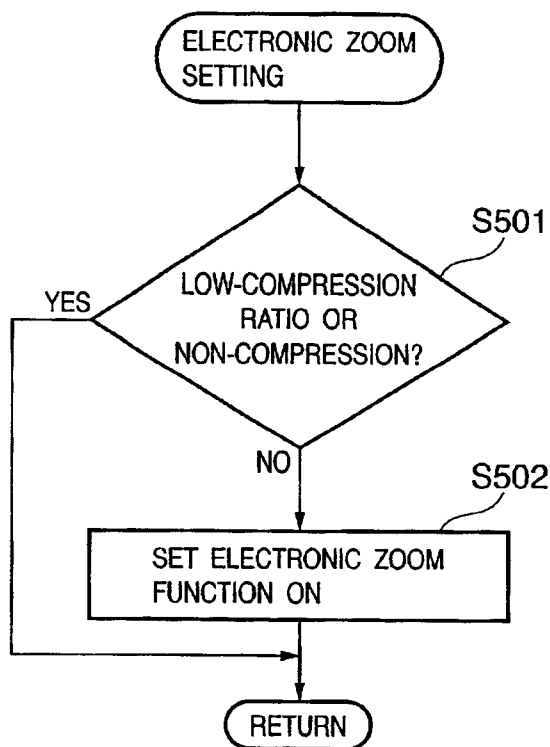 ELECTRONIC ZOOM
SETTING
S501
LOW-COMPRESSION
RATIO OR
NON-COMPRESSION?
YES
NO
S502
SET ELECTRONIC ZOOM
FUNCTION ON
RETURN